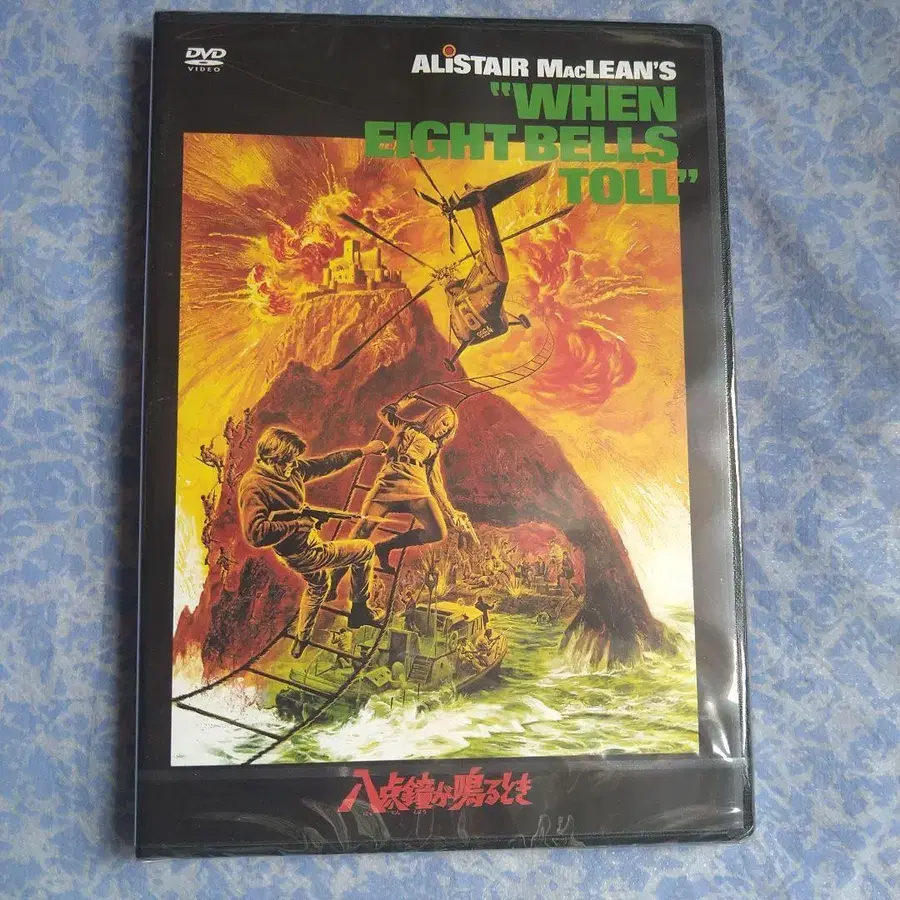 DVD
VIDEO
ALiSTAIR MACLEAN'S
"WHEN
EIGHT BELLS
TOLL"
八点鐘が鳴るとき